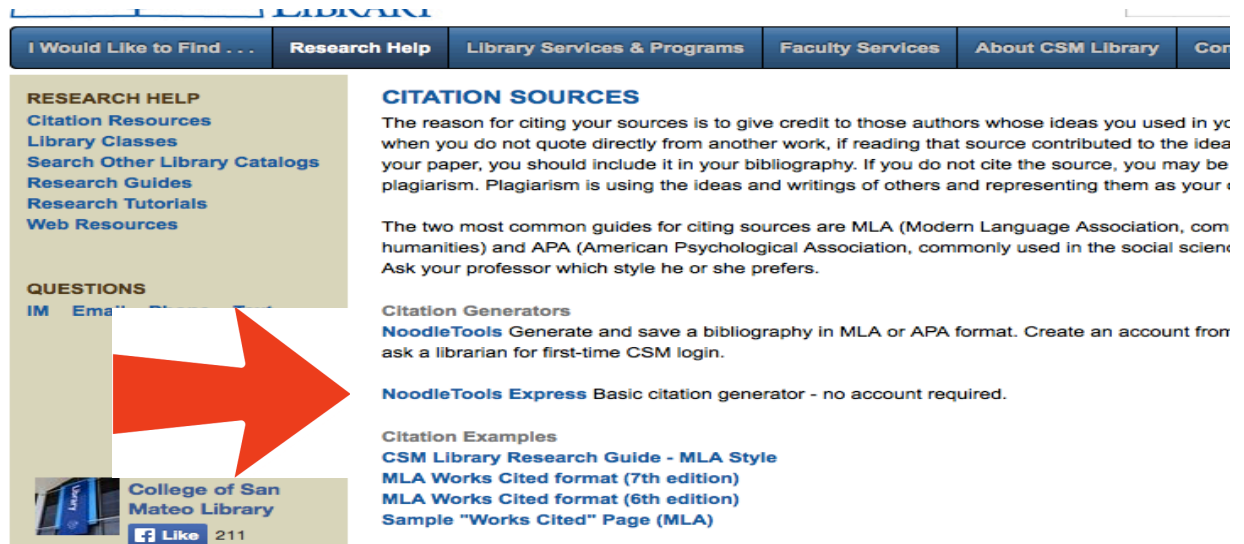 LIBRARY
I Would Like to Find . . . Research Help Library Services & Programs Faculty Services About CSM Library
RESEARCH HELP
Citation Resources
Library Classes
Search Other Library Catalogs
Research Guides
Research Tutorials
Web Resources
QUESTIONS
IM Email Phone Text
College of San
Mateo Library
Like 211
CITATION SOURCES
The reason for citing your sources is to give credit to those authors whose ideas you used in
when you do not quote directly from another work, if reading that source contributed to the
your paper, you should include it in your bibliography. If you do not cite the source, you may be
plagiarism. Plagiarism is using the ideas and writings of others and representing them as your
The two most common guides for citing sources are MLA (Modern Language Association,
humanities) and APA (American Psychological Association, commonly used in the social
Ask your professor which style he or she prefers.
Citation Generators
NoodleTools Generate and save a bibliography in MLA or APA format. Create an account from
ask a librarian for first-time CSM login.
NoodleTools Express Basic citation generator - no account required.
Citation Examples
CSM Library Research Guide - MLA Style
MLA Works Cited format (7th edition)
MLA Works Cited format (6th edition)
Sample "Works Cited" Page (MLA)